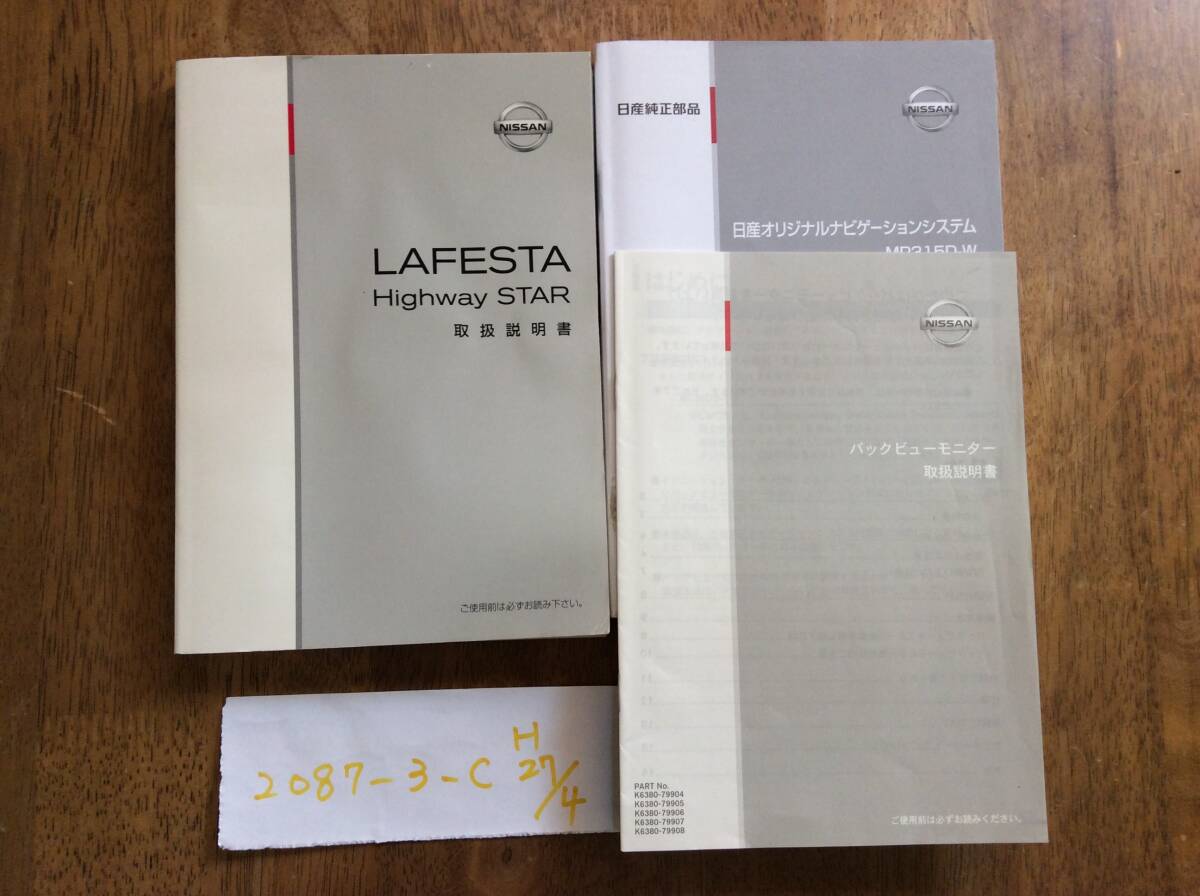 NISSAN
LAFESTA
Highway STAR
取扱説明書
ご使用前は必ずお読み下さい。
日産純正部品
NISSAN
日産オリジナルナビゲーションシステム
MP315D-W
NISSAN
バックビューモニター
取扱説明書
PART No.
K6380-79904
K6380-79905
K6380-79906
K6380-79907
K6380-79908
ご使用前は必ずお読みください。
2087-3-C H27/4